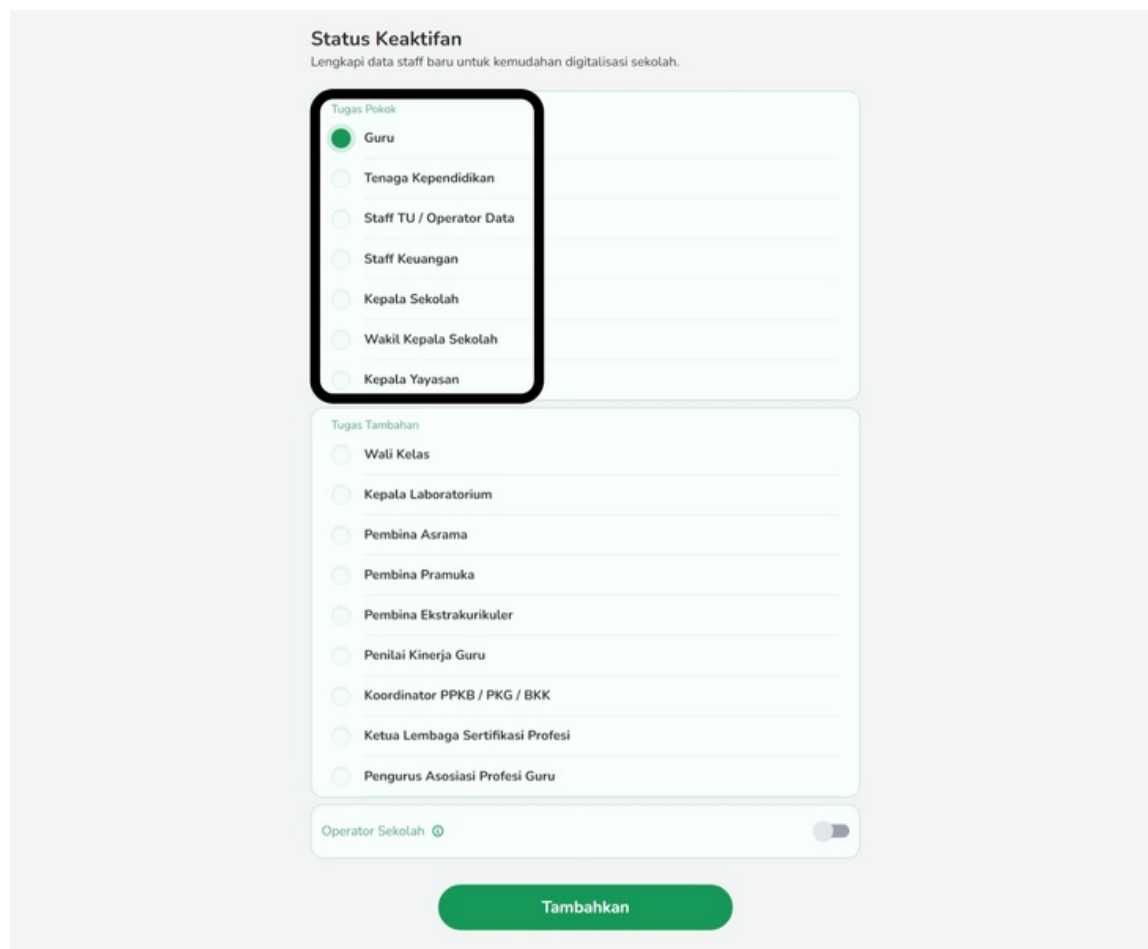 Status Keaktifan
Lengkapi data staff baru untuk kemudahan digitalisasi sekolah.
Tugas Pokok
Guru
Tenaga Kependidikan
Staff TU / Operator Data
Staff Keuangan
Kepala Sekolah
Wakil Kepala Sekolah
Kepala Yayasan
Tugas Tambahan
Wali Kelas
Kepala Laboratorium
Pembina Asrama
Pembina Pramuka
Pembina Ekstrakurikuler
Penilai Kinerja Guru
Koordinator PPKB / PKG / BKK
Ketua Lembaga Sertifikasi Profesi
Pengurus Asosiasi Profesi Guru
Operator Sekolah
Tambahkan